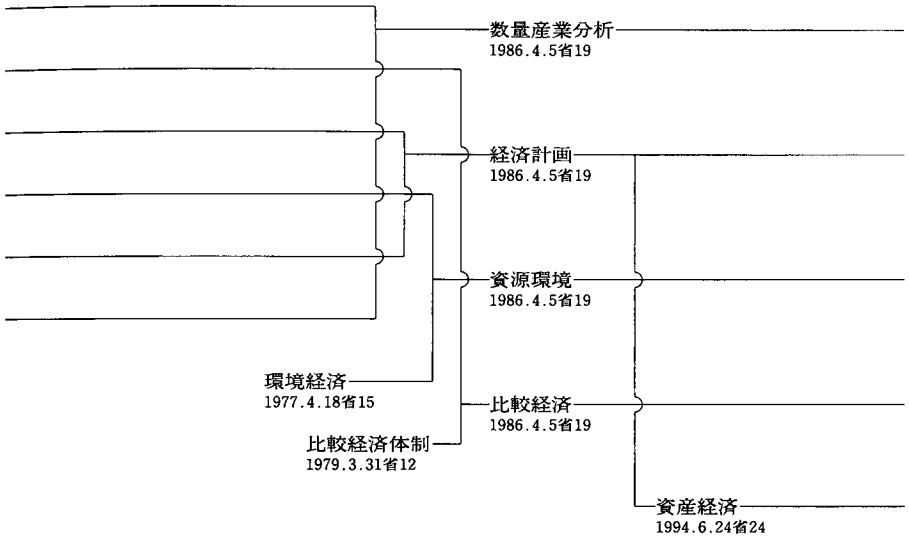 数量産業分析
1986.4.5省19
経済計画
1986.4.5省19
資源環境
1986.4.5省19
環境経済
1977.4.18省15
比較経済
1986.4.5省19
比較経済体制
1979.3.31省12
資産経済
1994.6.24省24